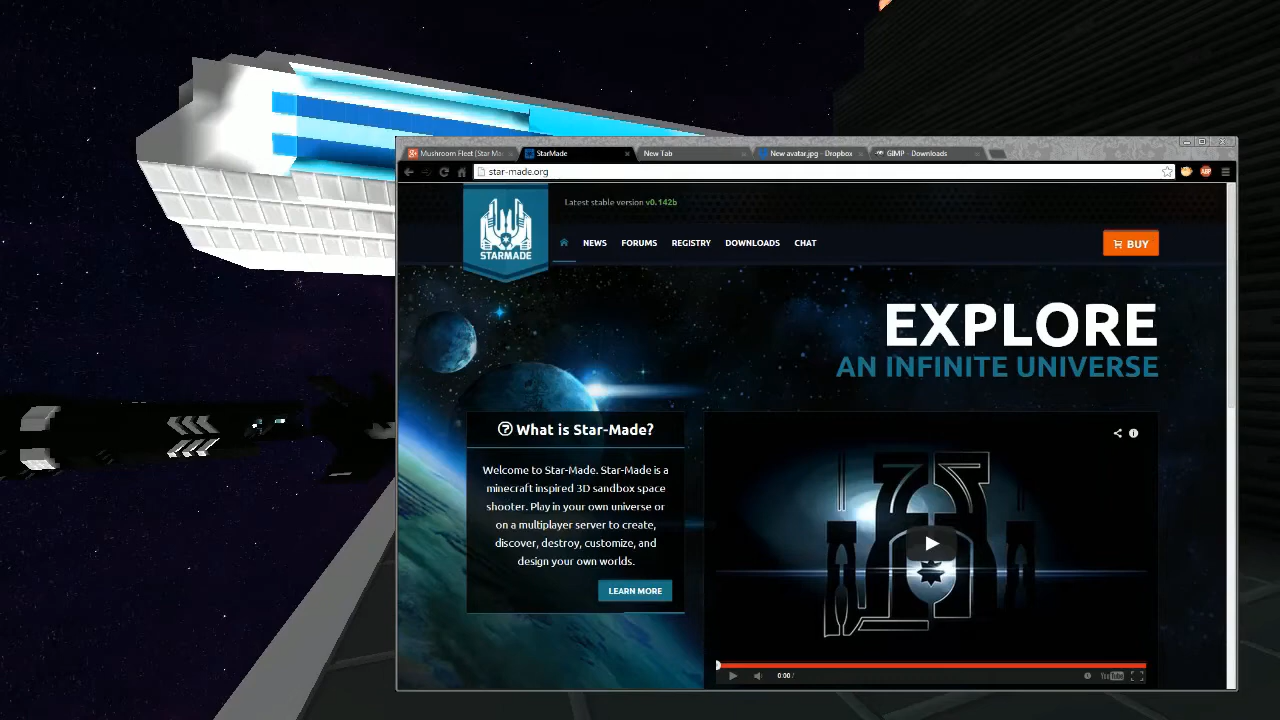 Mushroom Fleet [Star Ma
StarMade
New Tab
New avatar.jpg - Dropbox
GIMP - Downloads
star-made.org
ABP
STARMADE
Latest stable version v0.142b
NEWS
FORUMS
REGISTRY
DOWNLOADS
CHAT
BUY
EXPLORE
AN INFINITE UNIVERSE
What is Star-Made?
Welcome to Star-Made. Star-Made is a
minecraft inspired 3D sandbox space
shooter. Play in your own universe or
on a multiplayer server to create,
discover, destroy, customize, and
design your own worlds.
LEARN MORE
0:00 /
YouTube